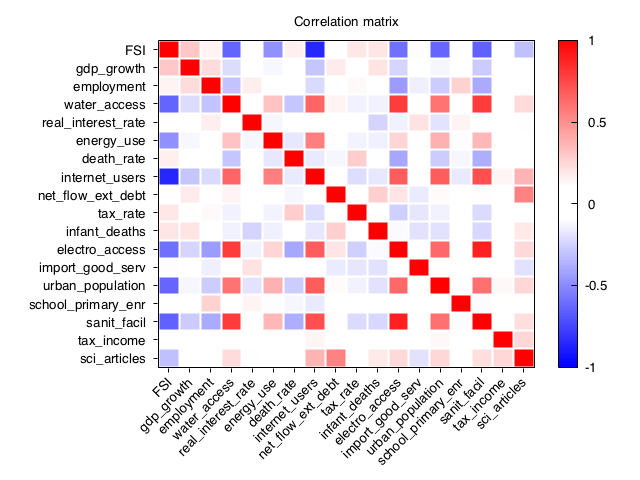 Correlation matrix
FSI
gdp_growth
employment
water_access
real_interest_rate
energy_use
death_rate
internet_users
net_flow_ext_debt
tax_rate
infant_deaths
electro_access
import_good_serv
urban_population
school_primary_enr
sanit_facil
tax_income
sci_articles
1
0.5
0
-0.5
-1
FSI
gdp_growth
employment
water_access
real_interest_rate
energy_use
death_rate
internet_users
net_flow_ext_debt
tax_rate
infant_deaths
electro_access
import_good_serv
urban_population
school_primary_enr
sanit_facil
tax_income
sci_articles